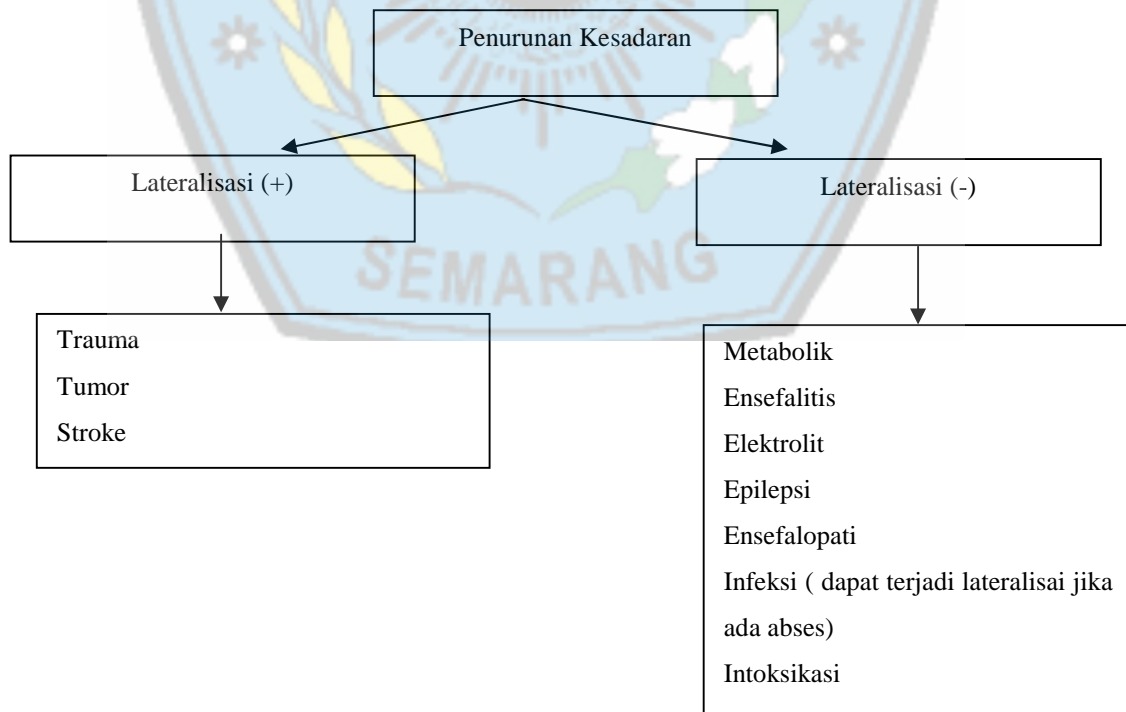 Penurunan Kesadaran
Lateralisasi (+)
Lateralisasi (-)
SEMARANG
Trauma
Tumor
Stroke
Metabolik
Ensefalitis
Elektrolit
Epilepsi
Ensefalopati
Infeksi ( dapat terjadi lateralisai jika
ada abses)
Intoksikasi